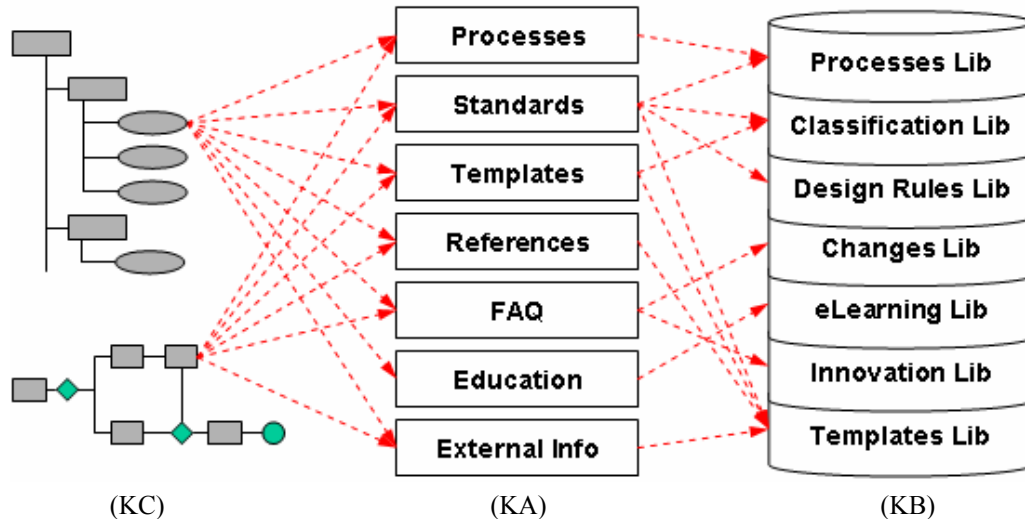 Processes
Standards
Templates
References
FAQ
Education
External Info
Processes Lib
Classification Lib
Design Rules Lib
Changes Lib
eLearning Lib
Innovation Lib
Templates Lib
(KC)
(KA)
(KB)